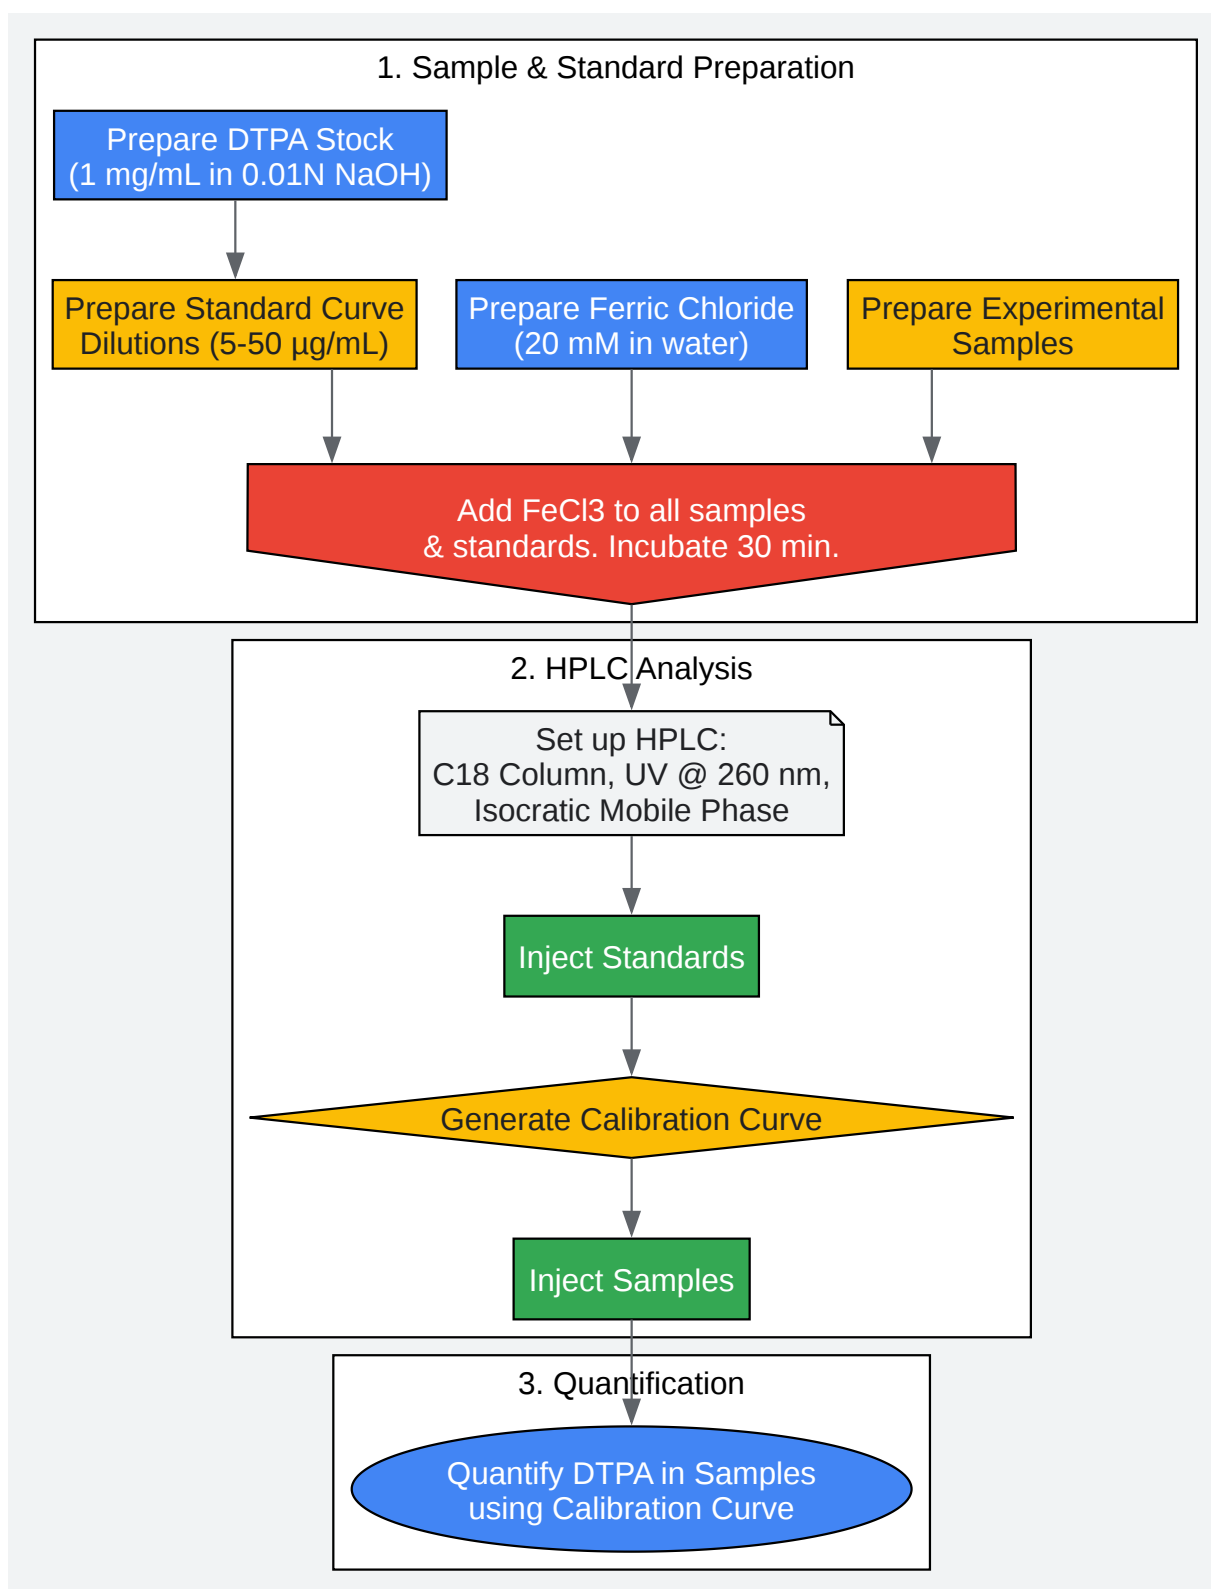 1. Sample & Standard Preparation
Prepare DTPA Stock
(1 mg/mL in 0.01N NaOH)
Prepare Standard Curve
Dilutions (5-50 µg/mL)
Prepare Ferric Chloride
(20 mM in water)
Prepare Experimental
Samples
Add FeCl3 to all samples
& standards. Incubate 30 min.
2. HPLC Analysis
Set up HPLC:
C18 Column, UV @ 260 nm,
Isocratic Mobile Phase
Inject Standards
Generate Calibration Curve
Inject Samples
3. Quantification
Quantify DTPA in Samples
using Calibration Curve